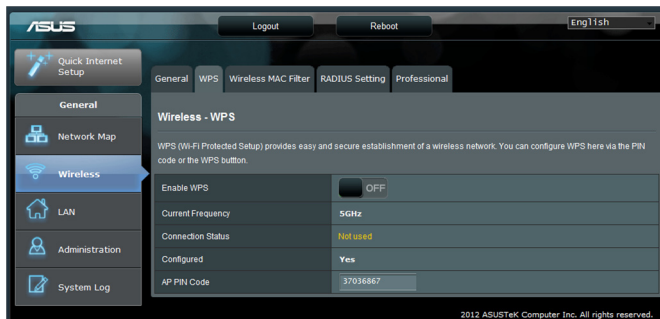 ASUS
Logout
Reboot
English
Quick Internet
Setup
General
Network Map
Wireless
LAN
Administration
System Log
General WPS Wireless MAC Filter RADIUS Setting Professional
Wireless - WPS
WPS (Wi-Fi Protected Setup) provides easy and secure establishment of a wireless network. You can configure WPS here via the PIN
code or the WPS buttton.
Enable WPS OFF
Current Frequency 5GHz
Connection Status Not used
Configured Yes
AP PIN Code 37036867
2012 ASUSTeK Computer Inc. All rights reserved.